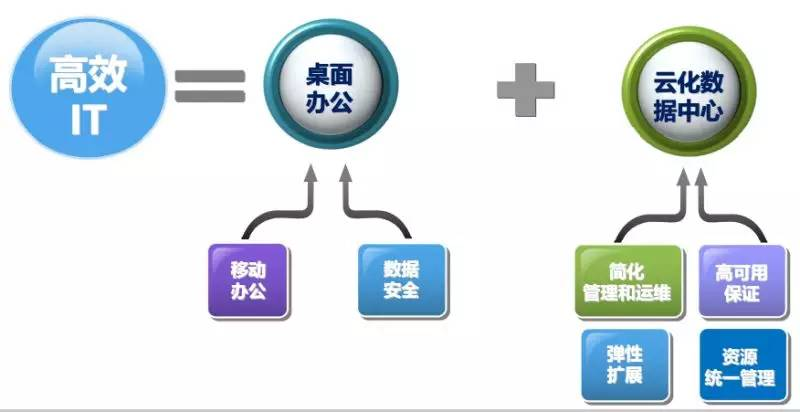 高效
IT
桌面
办公
云化数
据中心
移动
办公
数据
安全
简化
管理和运维
高可用
保证
弹性
扩展
资源
统一管理